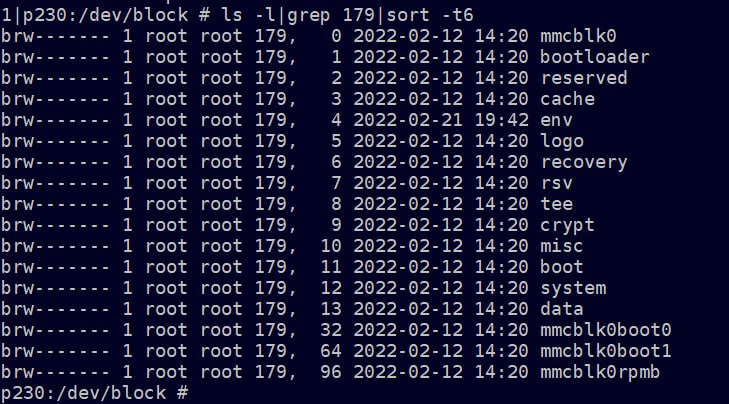 1|p230:/dev/block # ls -l|grep 179|sort -t6
brw------- 1 root root 179,   0 2022-02-12 14:20 mmcblk0
brw------- 1 root root 179,   1 2022-02-12 14:20 bootloader
brw------- 1 root root 179,   2 2022-02-12 14:20 reserved
brw------- 1 root root 179,   3 2022-02-12 14:20 cache
brw------- 1 root root 179,   4 2022-02-21 19:42 env
brw------- 1 root root 179,   5 2022-02-12 14:20 logo
brw------- 1 root root 179,   6 2022-02-12 14:20 recovery
brw------- 1 root root 179,   7 2022-02-12 14:20 rsv
brw------- 1 root root 179,   8 2022-02-12 14:20 tee
brw------- 1 root root 179,   9 2022-02-12 14:20 crypt
brw------- 1 root root 179,  10 2022-02-12 14:20 misc
brw------- 1 root root 179,  11 2022-02-12 14:20 boot
brw------- 1 root root 179,  12 2022-02-12 14:20 system
brw------- 1 root root 179,  13 2022-02-12 14:20 data
brw------- 1 root root 179,  32 2022-02-12 14:20 mmcblk0boot0
brw------- 1 root root 179,  64 2022-02-12 14:20 mmcblk0boot1
brw------- 1 root root 179,  96 2022-02-12 14:20 mmcblk0rpmb
p230:/dev/block #